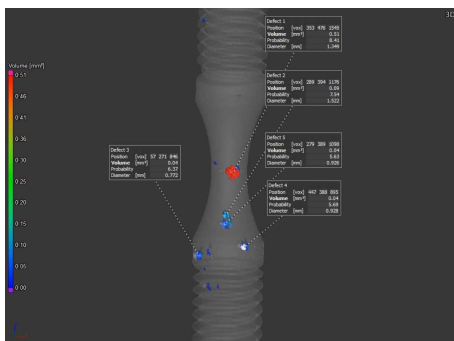 3D
Defect 1
Position [vox] 353 476 1540
Volume [mm³] 0.51
Probability 8.41
Diameter [mm] 1.349
Volume [mm³]
0.51
0.46
0.41
0.36
0.30
0.25
0.20
0.15
0.10
0.05
0.00
Defect 2
Position [vox] 289 394 1176
Volume [mm³] 0.09
Probability 7.54
Diameter [mm] 1.522
Defect 5
Position [vox] 279 389 1098
Volume [mm³] 0.04
Probability 5.63
Diameter [mm] 0.926
Defect 3
Position [vox] 57 271 846
Volume [mm³] 0.04
Probability 6.37
Diameter [mm] 0.772
Defect 4
Position [vox] 447 388 895
Volume [mm³] 0.04
Probability 5.69
Diameter [mm] 0.928